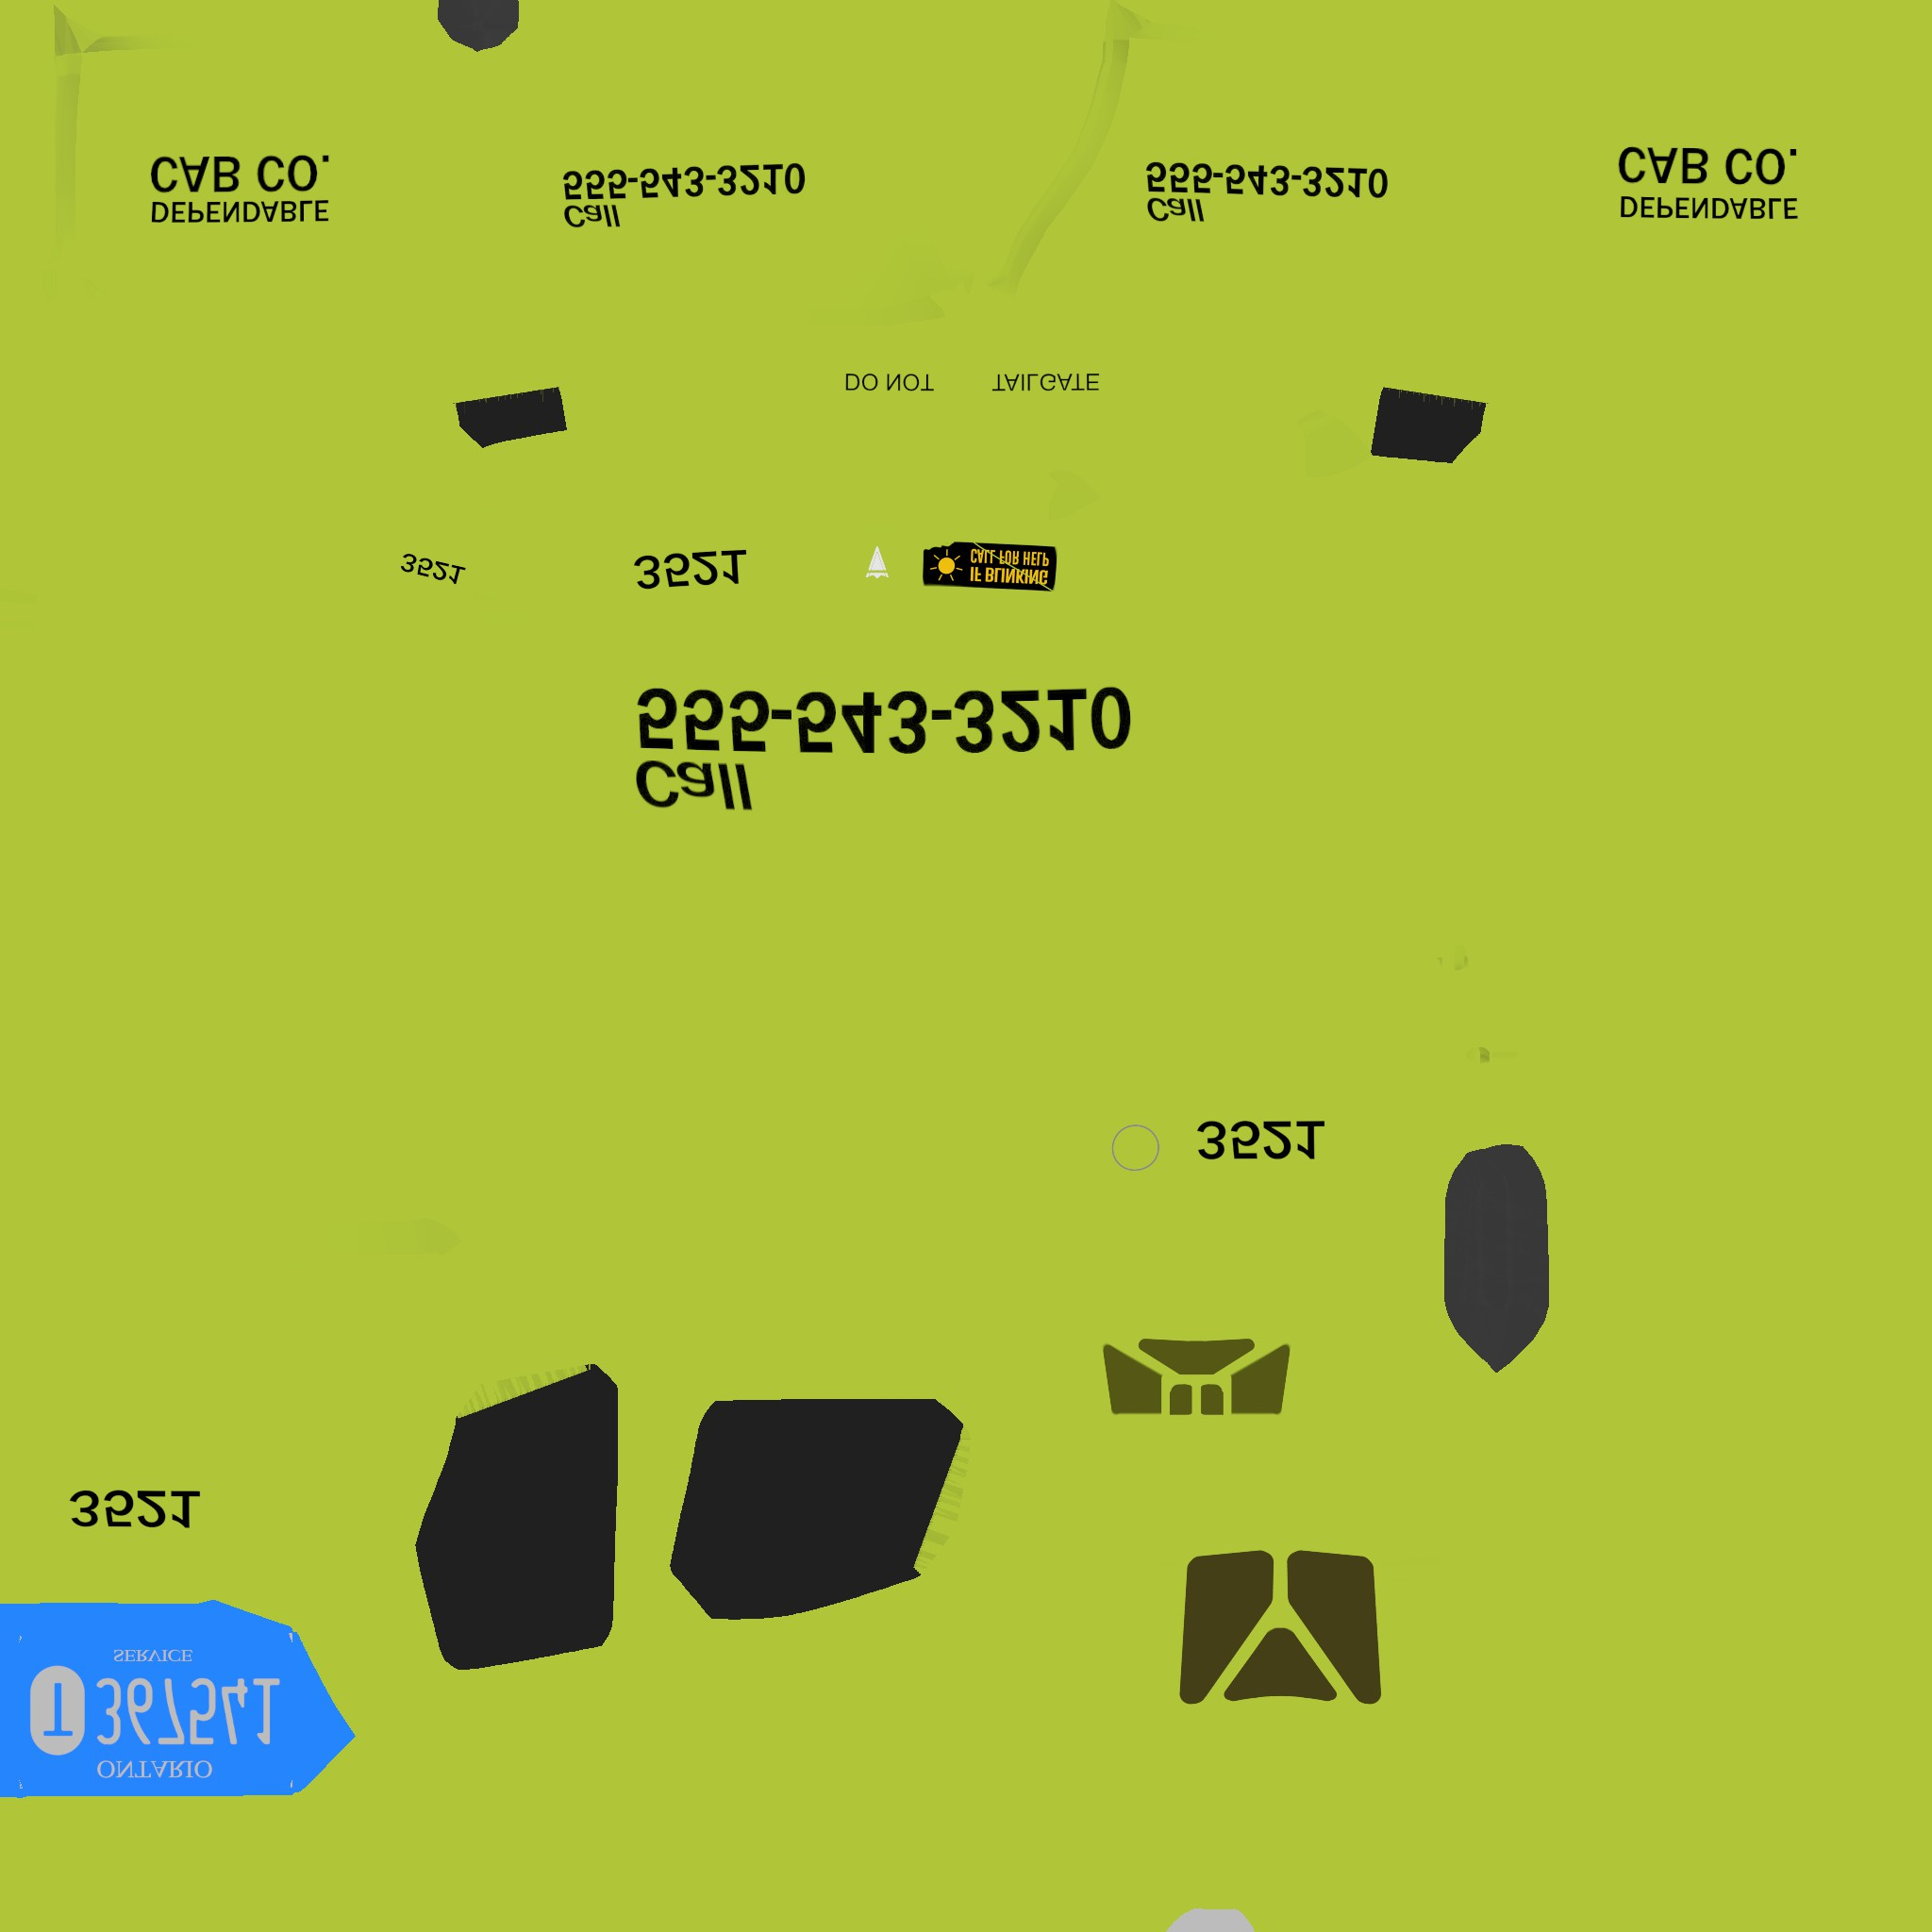 DEPENDABLE
CAB CO.
Call
555-543-3210
Call
555-543-3210
DEPENDABLE
CAB CO.
DO NOT TAILGATE
3521
3521
IF BLINKING
CALL FOR HELP
Call
555-543-3210
3521
3521
ONTARIO
T 397541
SERVICE